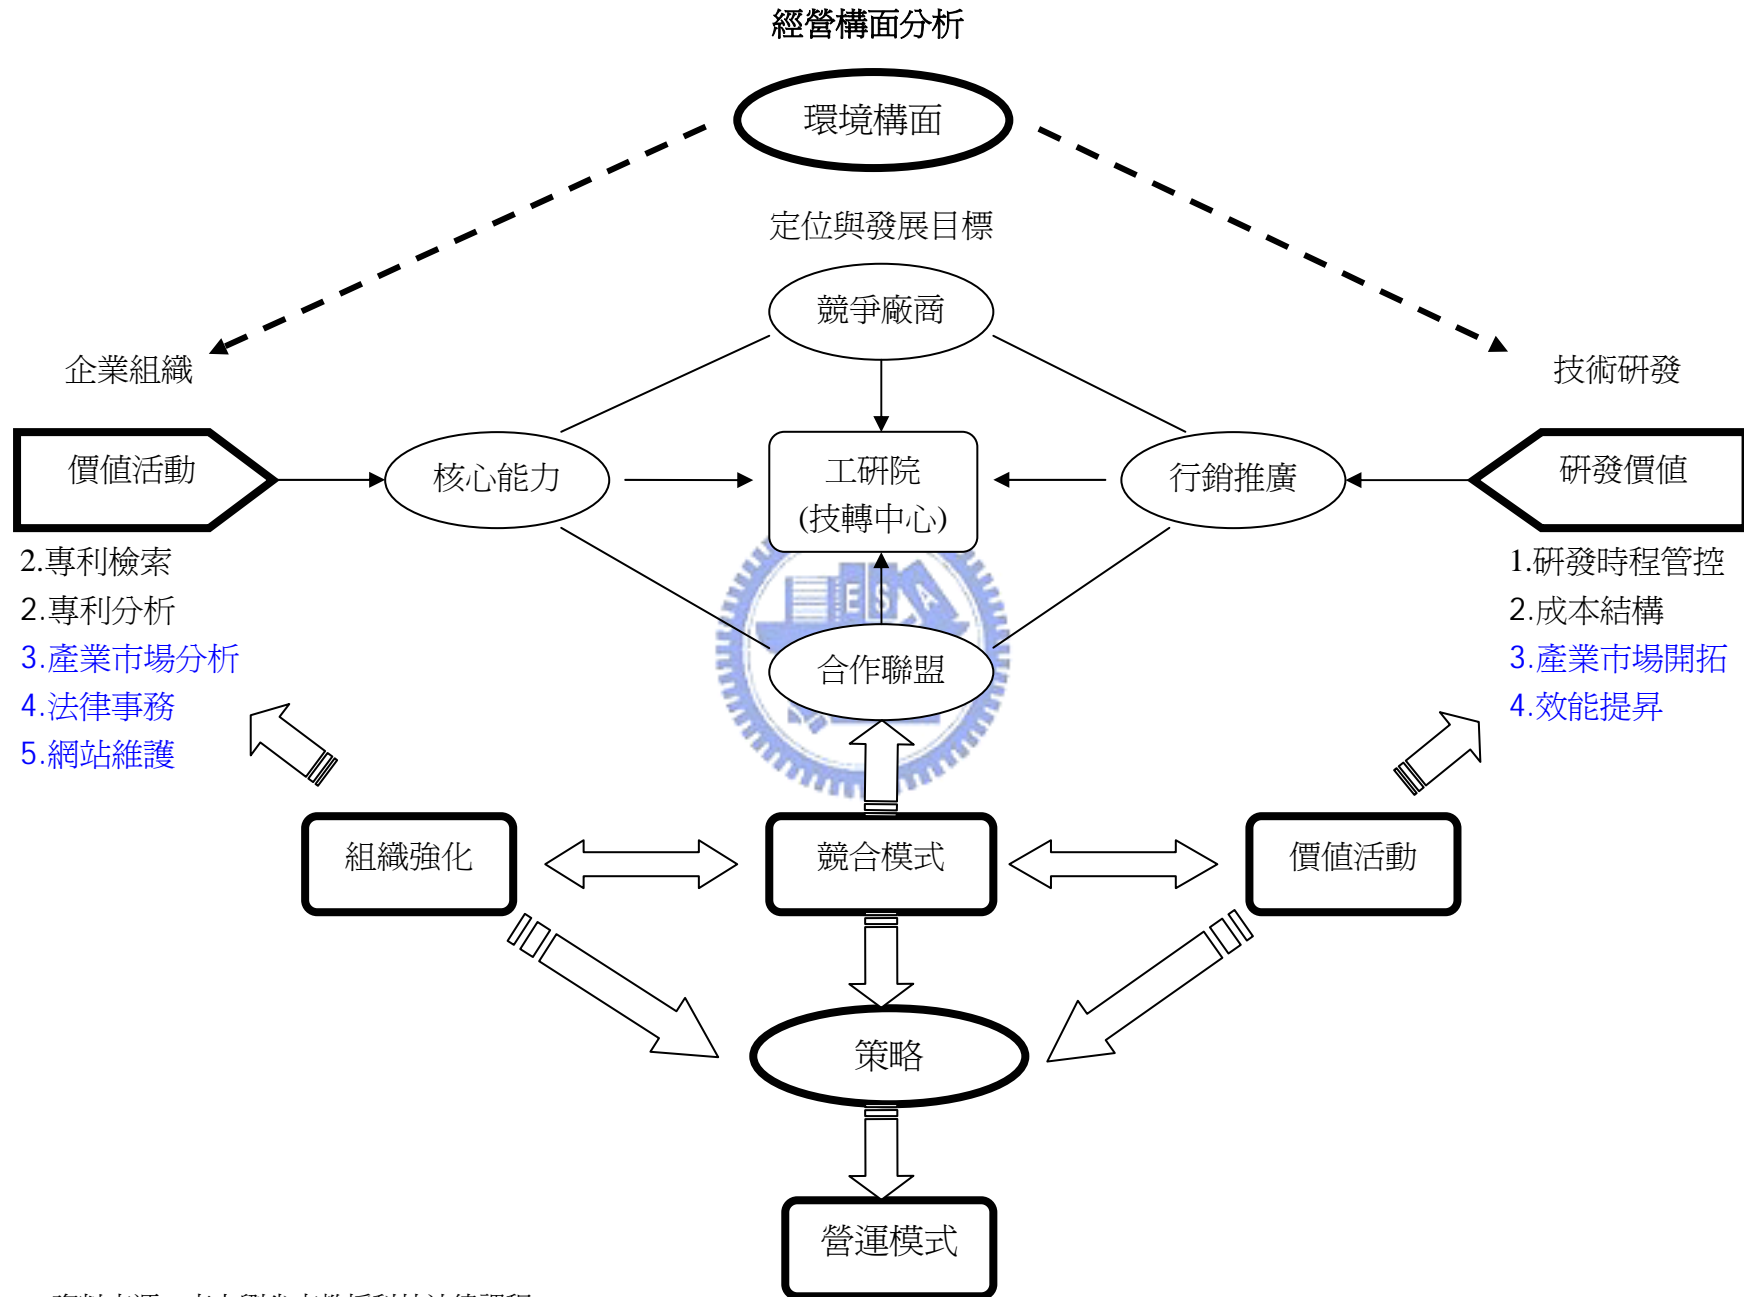 經營構面分析
環境構面
定位與發展目標
競爭廠商
企業組織
技術研發
價值活動
核心能力
工研院
(技轉中心)
行銷推廣
研發價值
2.專利檢索
2.專利分析
3.產業市場分析
4.法律事務
5.網站維護
1.研發時程管控
2.成本結構
3.產業市場開拓
4.效能提昇
E S A
合作聯盟
組織強化
競合模式
價值活動
策略
營運模式